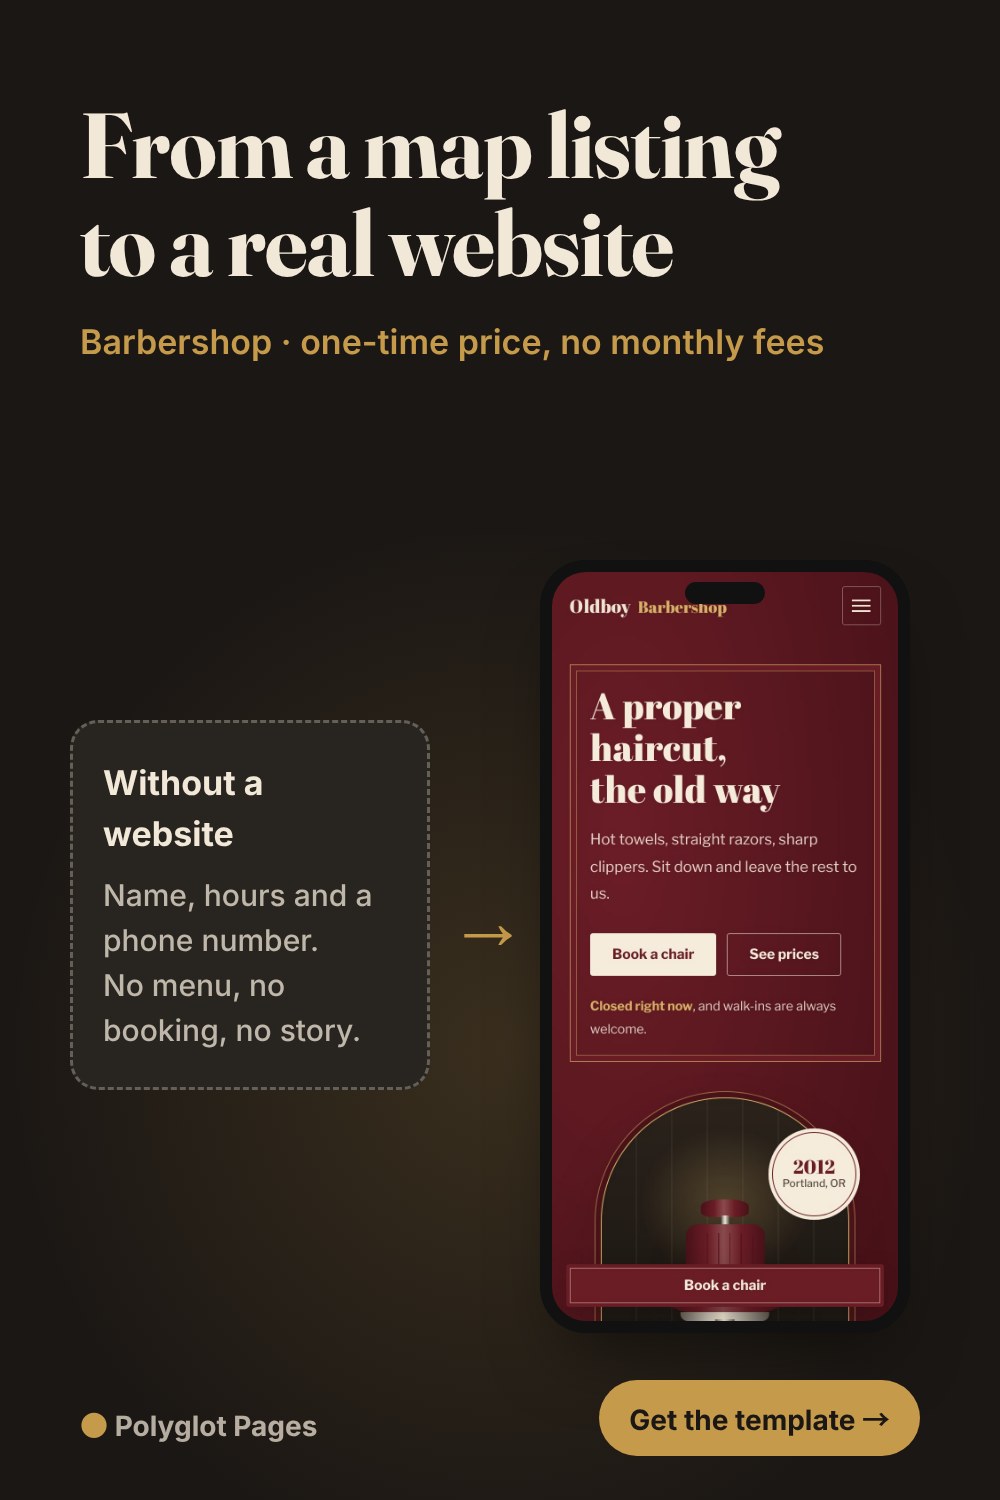 From a map listing
to a real website
Barbershop · one-time price, no monthly fees
Without a
website
Name, hours and a
phone number.
No menu, no
booking, no story.
→
Oldboy Barbershop
A proper
haircut,
the old way
Hot towels, straight razors, sharp
clippers. Sit down and leave the rest to
us.
Book a chair
See prices
Closed right now, and walk-ins are always
welcome.
2012
Portland, OR
Book a chair
Polyglot Pages
Get the template →